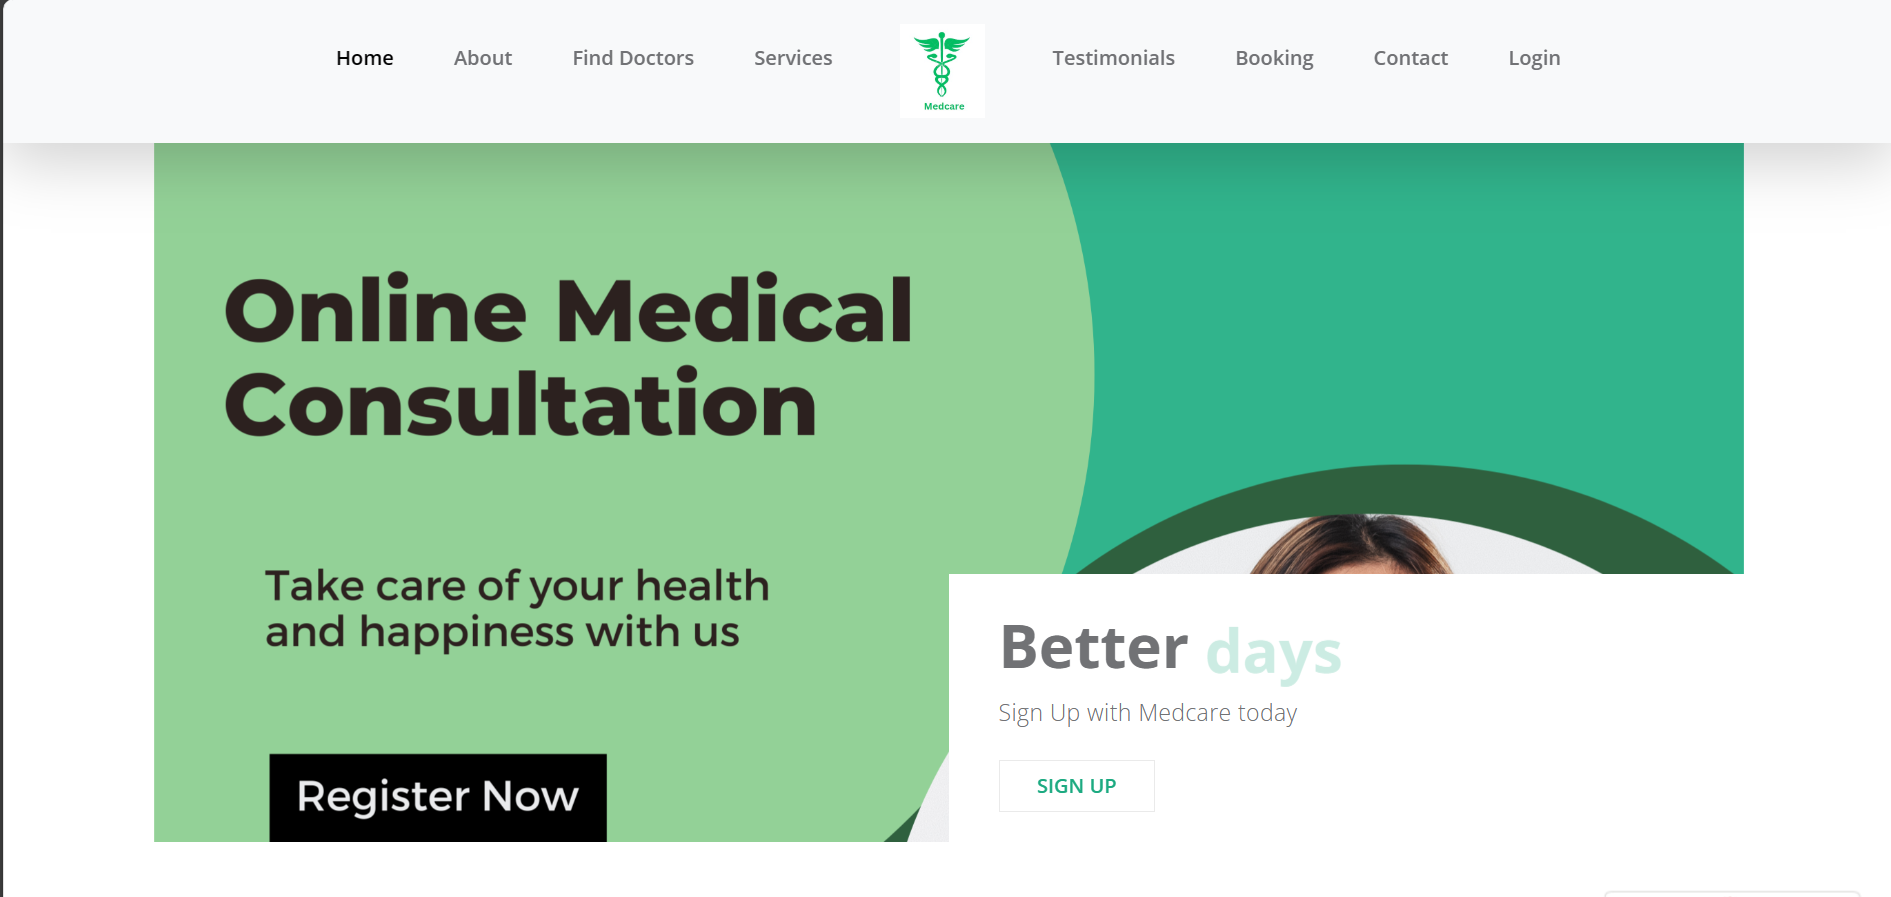 Home About Find Doctors Services Medcare Testimonials Booking Contact Login
Online Medical
Consultation
Take care of your health
and happiness with us
Register Now
Better days
Sign Up with Medcare today
SIGN UP